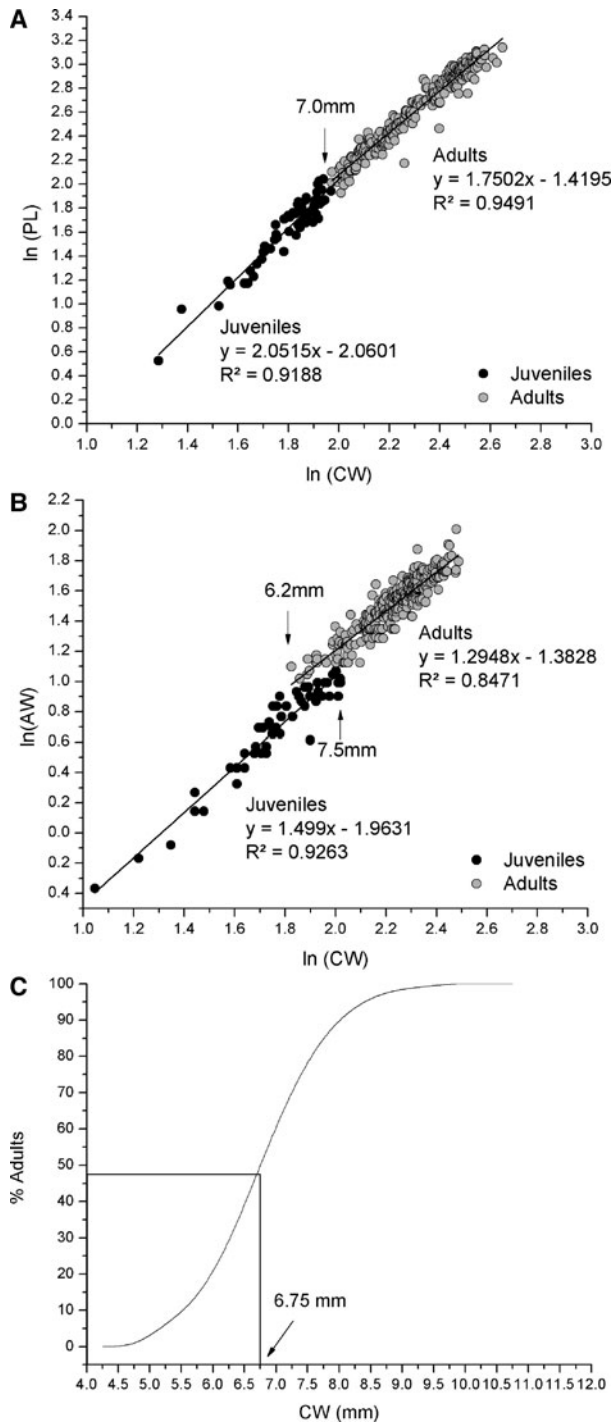 A
3.4
3.2
3.0
2.8
2.6
2.4
2.2
2.0
1.8
1.6
1.4
1.2
1.0
0.8
0.6
0.4
0.2
0.0
ln (PL)
7.0mm
Adults
y = 1.7502x - 1.4195
R² = 0.9491
Juveniles
y = 2.0515x - 2.0601
R² = 0.9188
Juveniles
Adults
1.0 1.2 1.4 1.6 1.8 2.0 2.2 2.4 2.6 2.8 3.0
ln (CW)
B
2.2
2.0
1.8
1.6
1.4
1.2
1.0
0.8
0.6
0.4
0.2
0.0
0.2
0.4
ln(AW)
6.2mm
Adults
y = 1.2948x - 1.3828
R² = 0.8471
7.5mm
Juveniles
y = 1.499x - 1.9631
R² = 0.9263
Juveniles
Adults
1.0 1.2 1.4 1.6 1.8 2.0 2.2 2.4 2.6 2.8 3.0
ln (CW)
C
100
90
80
70
60
50
40
30
20
10
0
% Adults
6.75 mm
4.0 4.5 5.0 5.5 6.0 6.5 7.0 7.5 8.0 8.5 9.0 9.5 10.0 10.5 11.0 11.5 12.0
CW (mm)